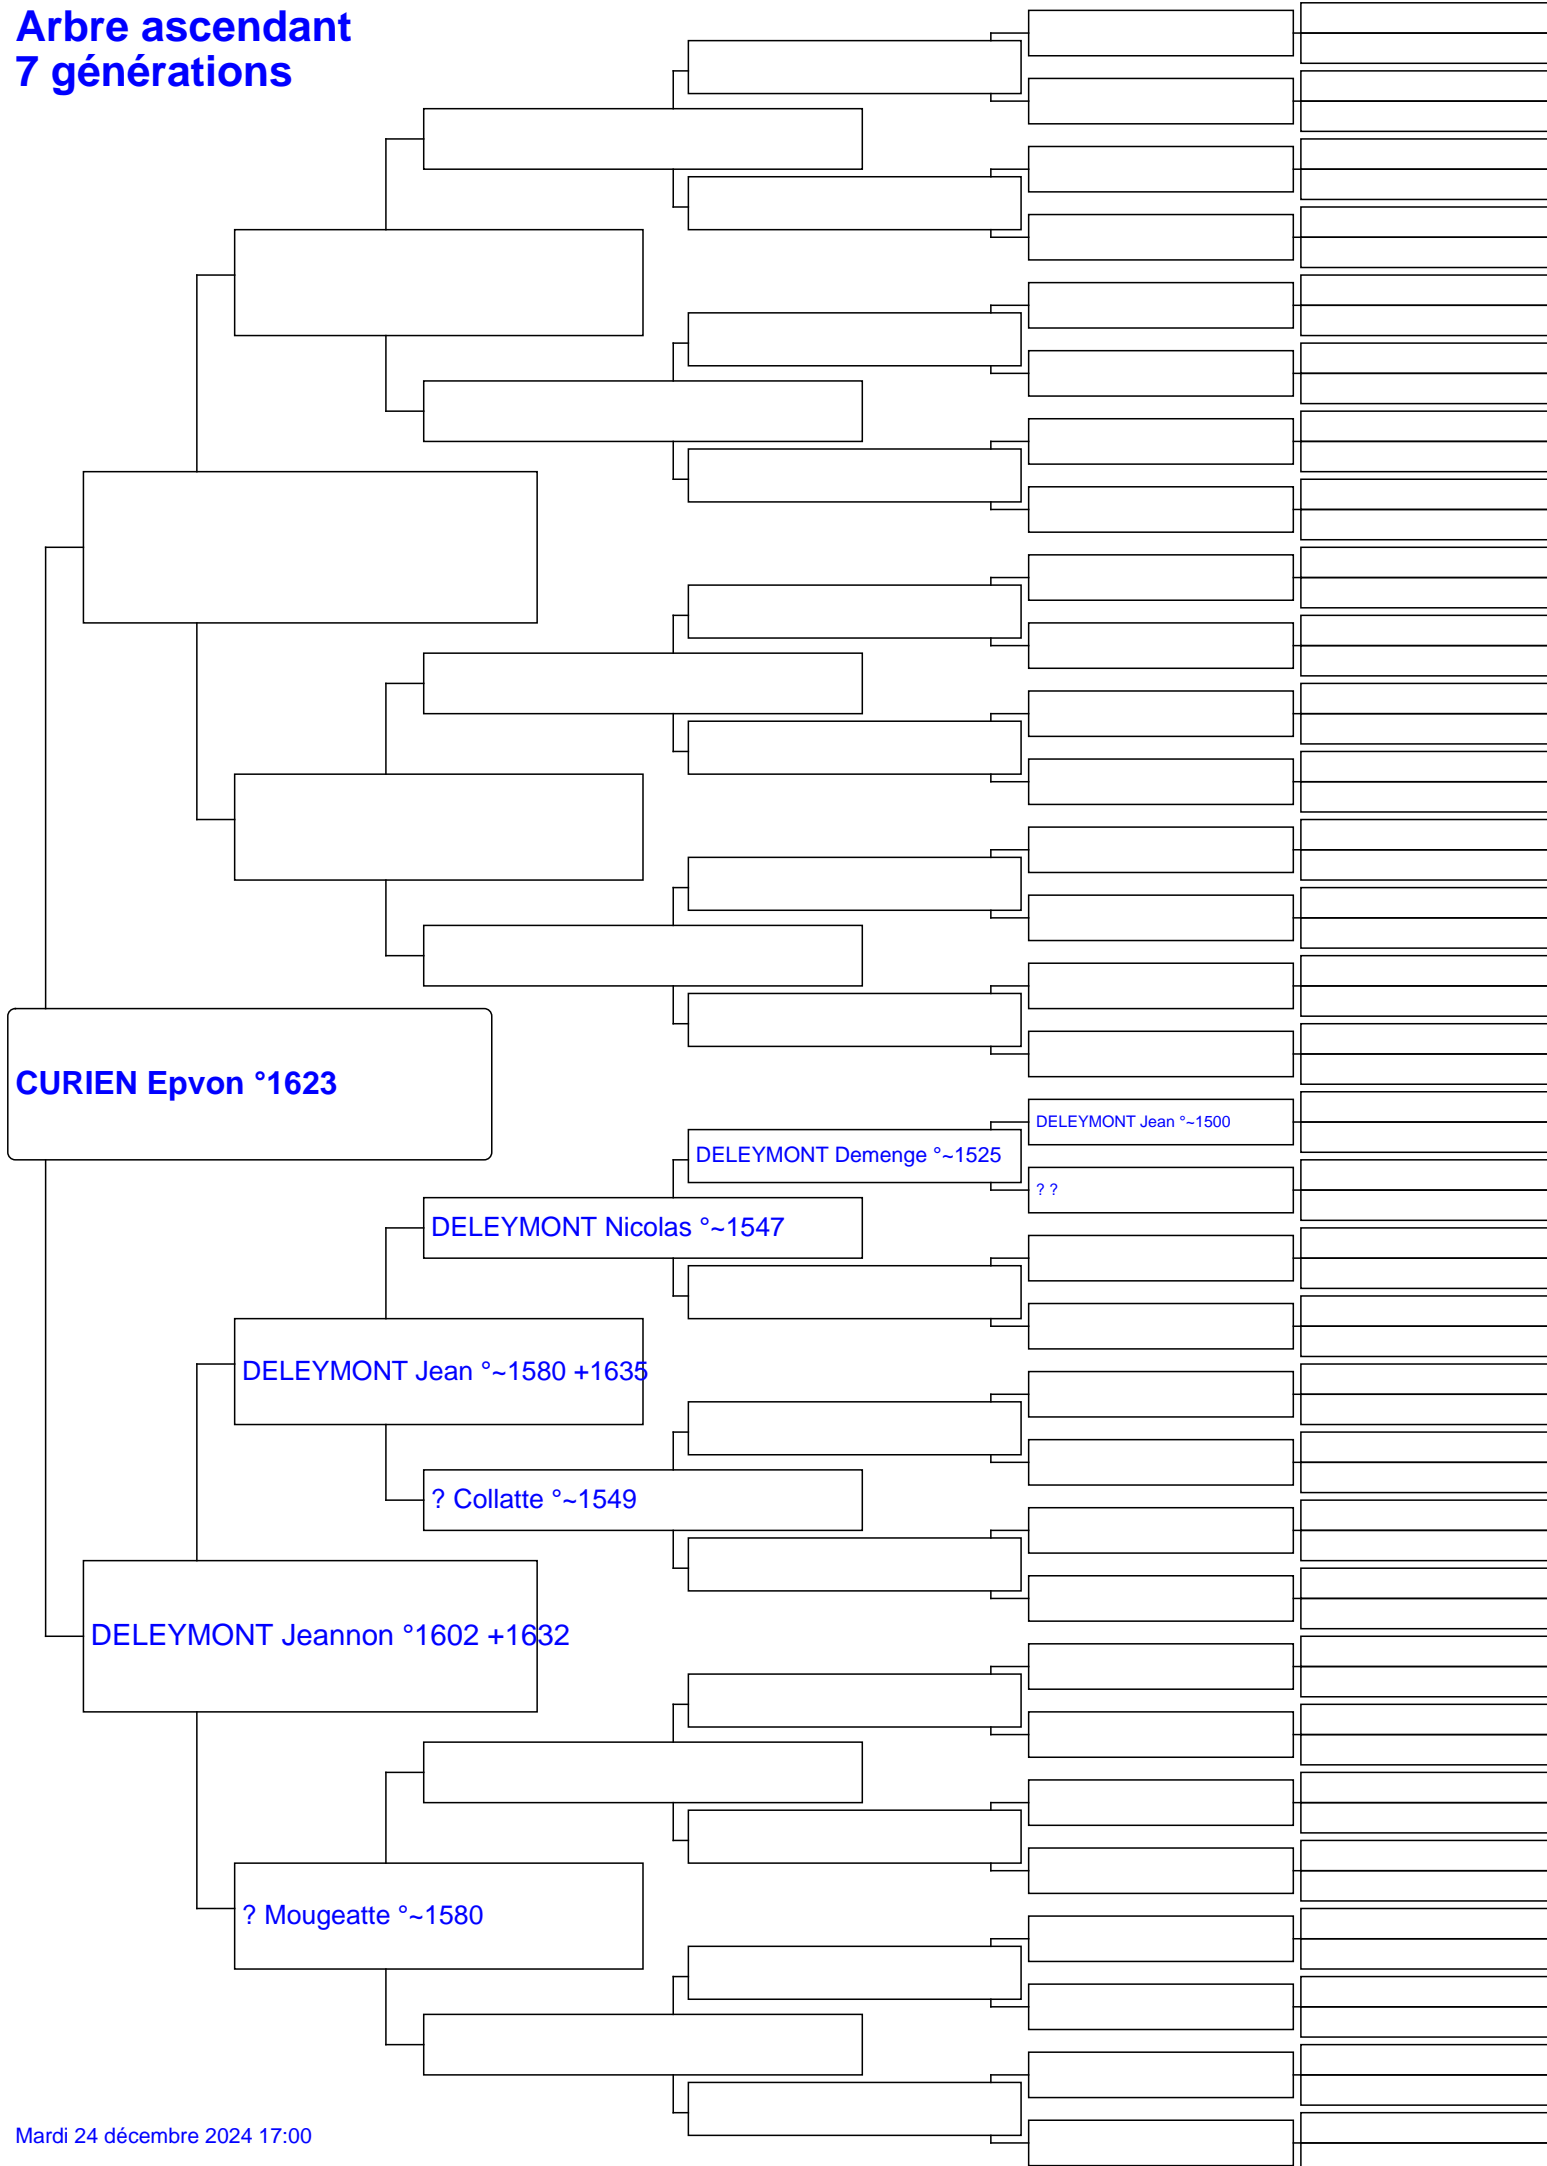 Arbre ascendant
7 générations
CURIEN Epvon °1623
DELEYMONT Jean °~1500
DELEYMONT Demenge °~1525
? ?
DELEYMONT Nicolas °~1547
DELEYMONT Jean °~1580 +1635
? Collatte °~1549
DELEYMONT Jeannon °1602 +1632
? Mougeatte °~1580
Mardi 24 décembre 2024 17:00